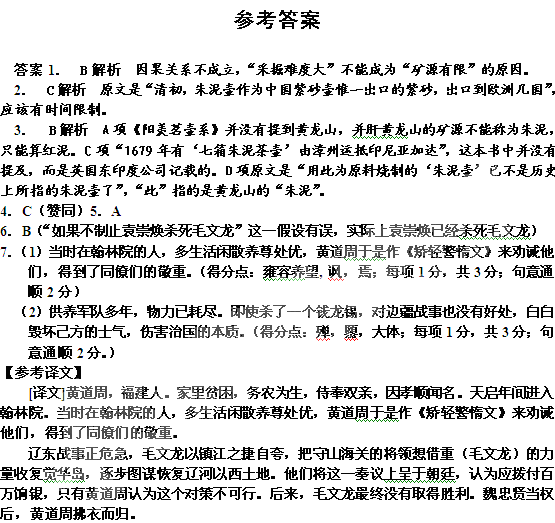 参考答案
答案1. B解析 因果关系不成立，“采掘难度大”不能成为“矿源有限”的原因。
2. C解析 原文是“清初，朱泥壶作为中国紫砂壶惟一出口的紫砂，出口到欧洲几国”，
应该有时间限制。
3. B解析 A项《阳羡茗壶系》并没有提到黄龙山，并肝黄龙山的矿源不能称为朱泥，
只能算红泥。C项“1679年有‘七箱朱泥茶壶’由漳州运抵印尼亚加达”，这本书中并没有
提及，而是英国东印度公司记载的。D项原文是“用此为原料烧制的‘朱泥壶’已不是历史
上所指的朱泥壶了”，“此”指的是黄龙山的“朱泥”。
4．C（赞同）5．A
6．B（“如果不制止袁崇焕杀死毛文龙”这一假设有误，实际上袁崇焕已经杀死毛文龙）
7．（1）当时在翰林院的人，多生活闲散养尊处优，黄道周于是作《矫轻警惰文》来劝诫他
们，得到了同僚们的敬重。（得分点：雍容养望, 讽，焉；每项1分，共3分；句意通
顺2分）
（2）供养军队多年，物力已耗尽。即使杀了一个钱龙锡，对边疆战事也没有好处，白白
毁坏己方的士气，伤害治国的本质。（得分点：殚，隳，大体；每项1分，共3分；句
意通顺2分。）
【参考译文】
[译文]黄道周，福建人。家里贫困，务农为生，侍奉双亲，因孝顺闻名。天启年间进入
翰林院。当时在翰林院的人，多生活闲散养尊处优，黄道周于是作《矫轻警惰文》来劝诫
他们，得到了同僚们的敬重。
辽东战事正危急，毛文龙以镇江之捷自夸，把守山海关的将领想借重（毛文龙）的力
量收复觉华岛，逐步图谋恢复辽河以西土地。他们将这一奏议上呈于朝廷，认为应拨付百
万饷银，只有黄道周认为这个对策不可行。后来，毛文龙最终没有取得胜利。魏忠贤当权
后，黄道周拂衣而归。